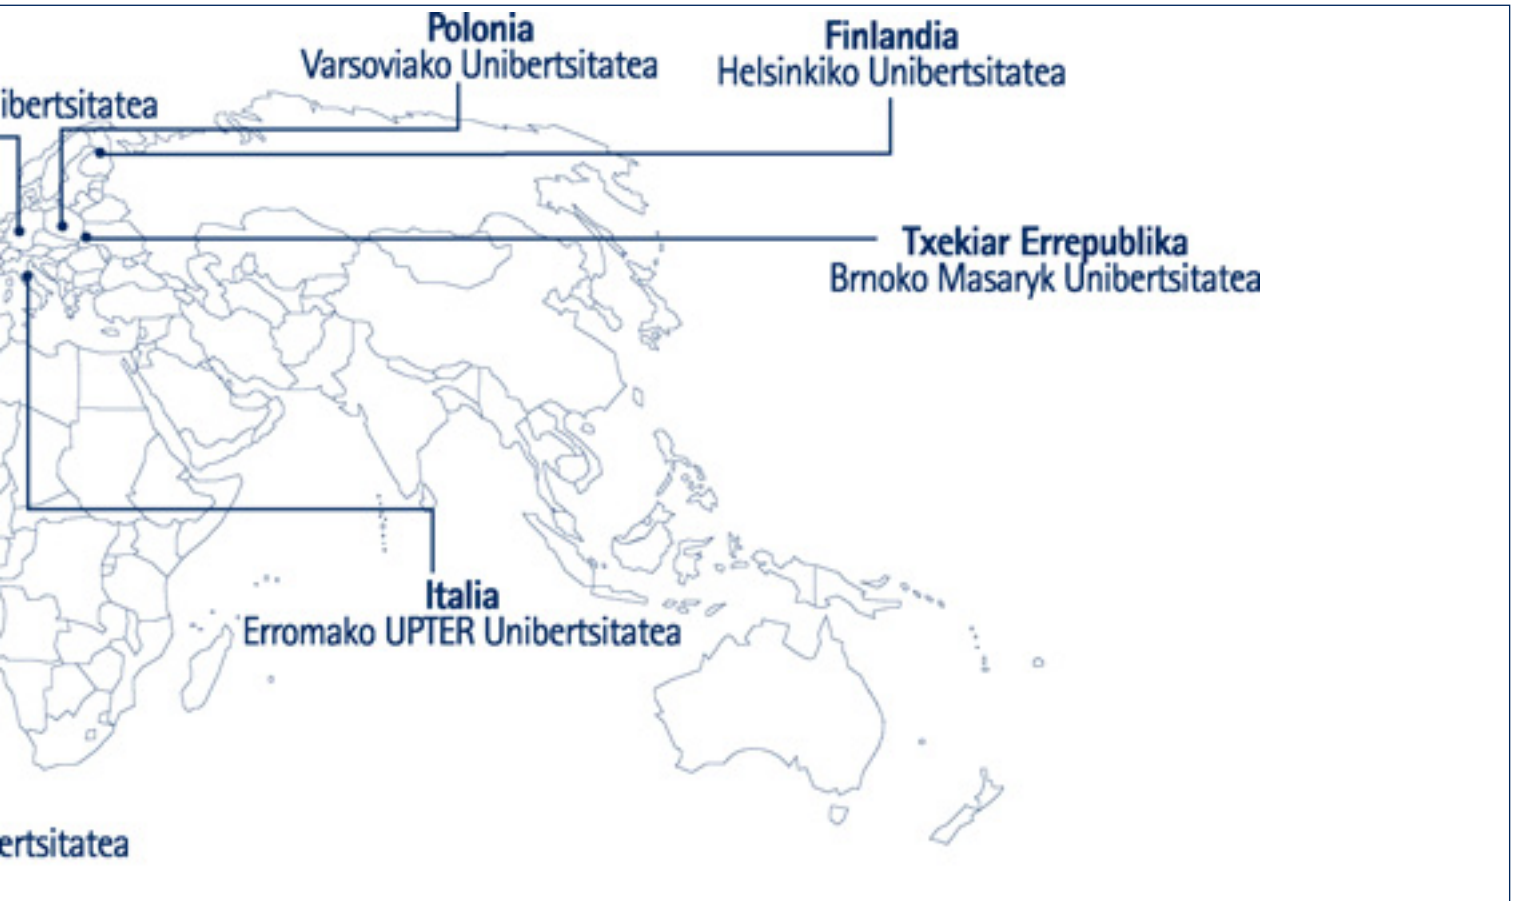 Polonia
Varsoviako Unibertsitatea
Finlandia
Helsinkiko Unibertsitatea
ibertsitatea
Txekiar Errepublika
Brnoko Masaryk Unibertsitatea
Italia
Erromako UPTER Unibertsitatea
ertsitatea